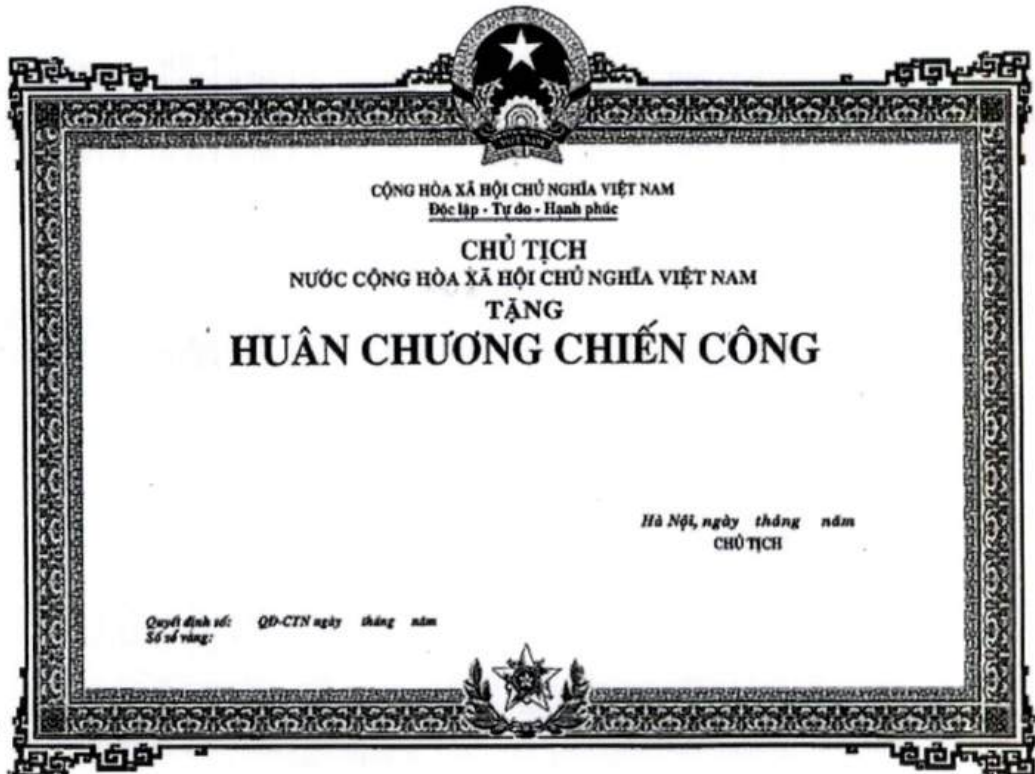 VIỆT NAM
CỘNG HÒA XÃ HỘI CHỦ NGHĨA VIỆT NAM
Độc lập - Tự do - Hạnh phúc
CHỦ TỊCH
NƯỚC CỘNG HÒA XÃ HỘI CHỦ NGHĨA VIỆT NAM
TẶNG
HUÂN CHƯƠNG CHIẾN CÔNG
Hà Nội, ngày tháng năm
CHỦ TỊCH
Quyết định số: QĐ-CTN ngày tháng năm
Số sổ vàng: